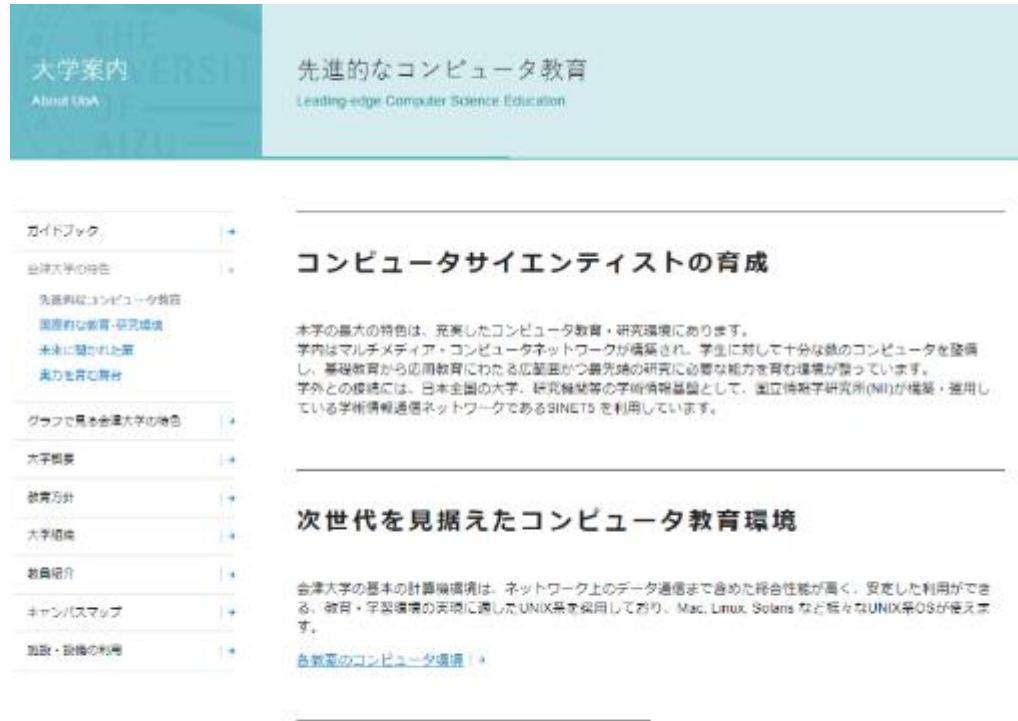 大学案内
About UoA
先進的なコンピュータ教育
Leading-edge Computer Science Education
THE
UNIVERSITY
OF
AIZU
ガイドブック
会津大学の特色
先進的なコンピュータ教育
国際的な教育・研究環境
未来に開かれた扉
実力を育む舞台
グラフで見る会津大学の特色
大学概要
教育方針
大学組織
教員紹介
キャンパスマップ
施設・設備の利用
コンピュータサイエンティストの育成
本学の最大の特色は、充実したコンピュータ教育・研究環境にあります。
学内はマルチメディア・コンピュータネットワークが構築され、学生に対して十分な数のコンピュータを整備
し、基礎教育から応用教育にわたる広範囲かつ最先端の研究に必要な能力を育む環境が整っています。
学外との接続には、日本全国の大学、研究機関等の学術情報基盤として、国立情報学研究所(NII)が構築・運用し
ている学術情報通信ネットワークであるSINET5 を利用しています。
次世代を見据えたコンピュータ教育環境
会津大学の基本の計算機環境は、ネットワーク上のデータ通信まで含めた総合性能が高く、安定した利用ができ
る、教育・学習環境の実現に適したUNIX系を採用しており、Mac, Linux, Solaris など様々なUNIX系OSが使えま
す。
各教室のコンピュータ環境